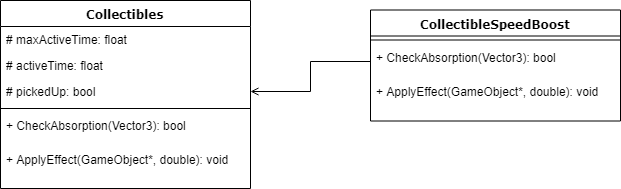 Collectibles
# maxActiveTime: float
# activeTime: float
# pickedUp: bool
+ CheckAbsorption(Vector3): bool
+ ApplyEffect(GameObject*, double): void
CollectibleSpeedBoost
+ CheckAbsorption(Vector3): bool
+ ApplyEffect(GameObject*, double): void